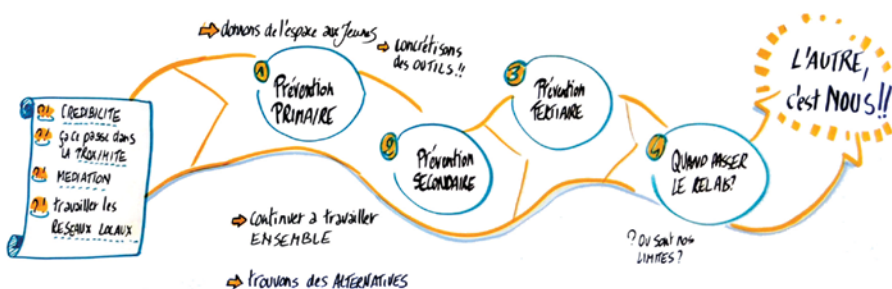 ?! CREDIBILITE
?! ça se passe dans
LA PROXIMITE
?! MEDIATION
?! travailler les
RESEAUX LOCAUX
➔ donnons de l'espace aux Jeunes
➔ concrétisons
des OUTILS!!
1
Prévention
PRIMAIRE
2
Prévention
SECONDAIRE
3
Prévention
TERTIAIRE
4
QUAND PASSER
LE RELAIS?
? OU SONT NOS
LIMITES?
➔ continuer a travailler
ENSEMBLE
➔ trouvons des ALTERNATIVES
L'AUTRE,
c'est NOUS!!